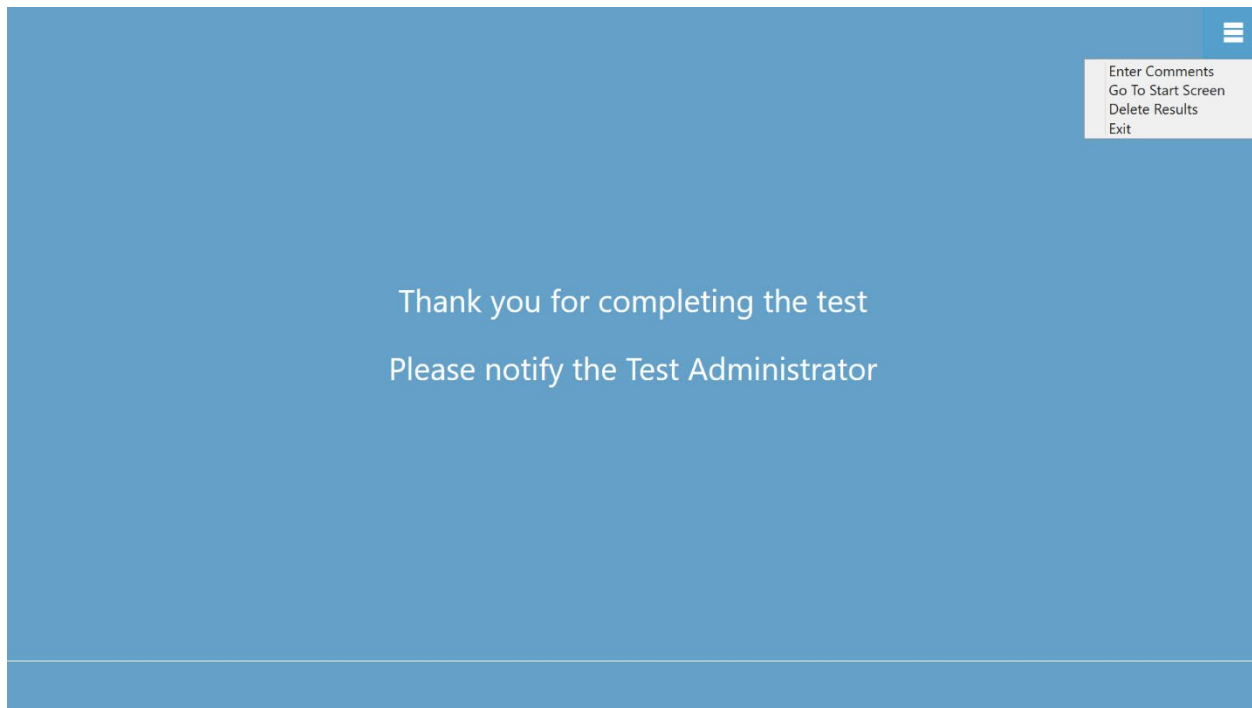 Enter Comments
Go To Start Screen
Delete Results
Exit
Thank you for completing the test
Please notify the Test Administrator